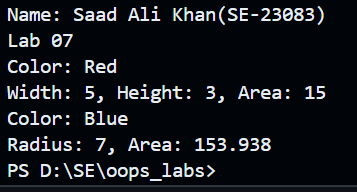 Name: Saad Ali Khan(SE-23083)
Lab 07
Color: Red
Width: 5, Height: 3, Area: 15
Color: Blue
Radius: 7, Area: 153.938
PS D:\SE\oops_labs>